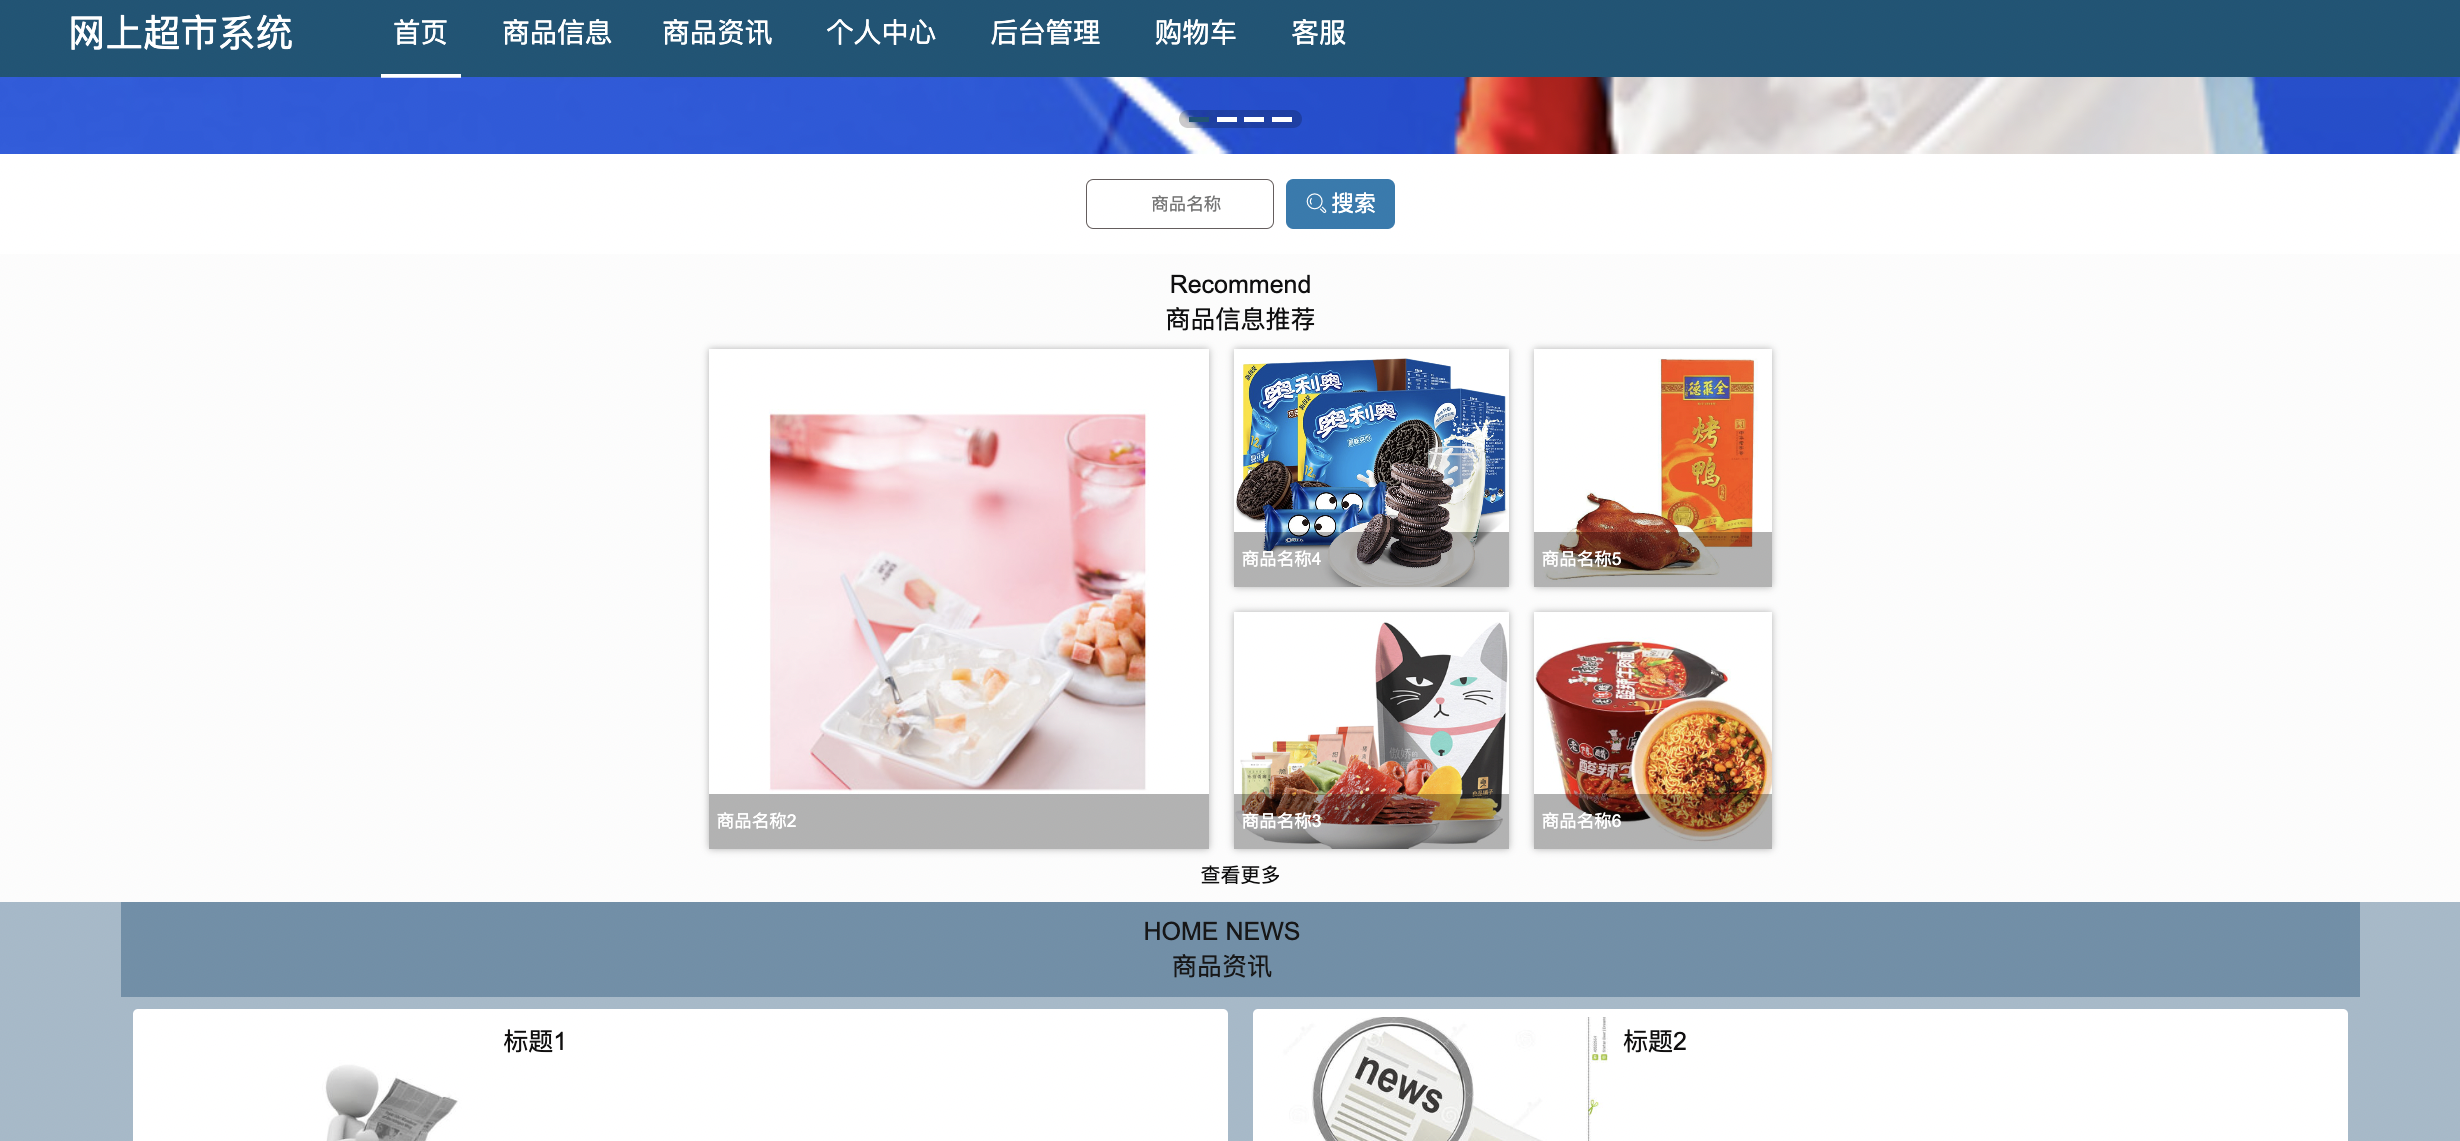 网上超市系统
首页
商品信息
商品资讯
个人中心
后台管理
购物车
客服
商品名称
搜索
Recommend
商品信息推荐
奥利奥
奥利奥
全聚德
烤鸭
商品名称4
商品名称5
酸辣牛
商品名称2
商品名称3
商品名称6
查看更多
HOME NEWS
商品资讯
标题1
标题2
news